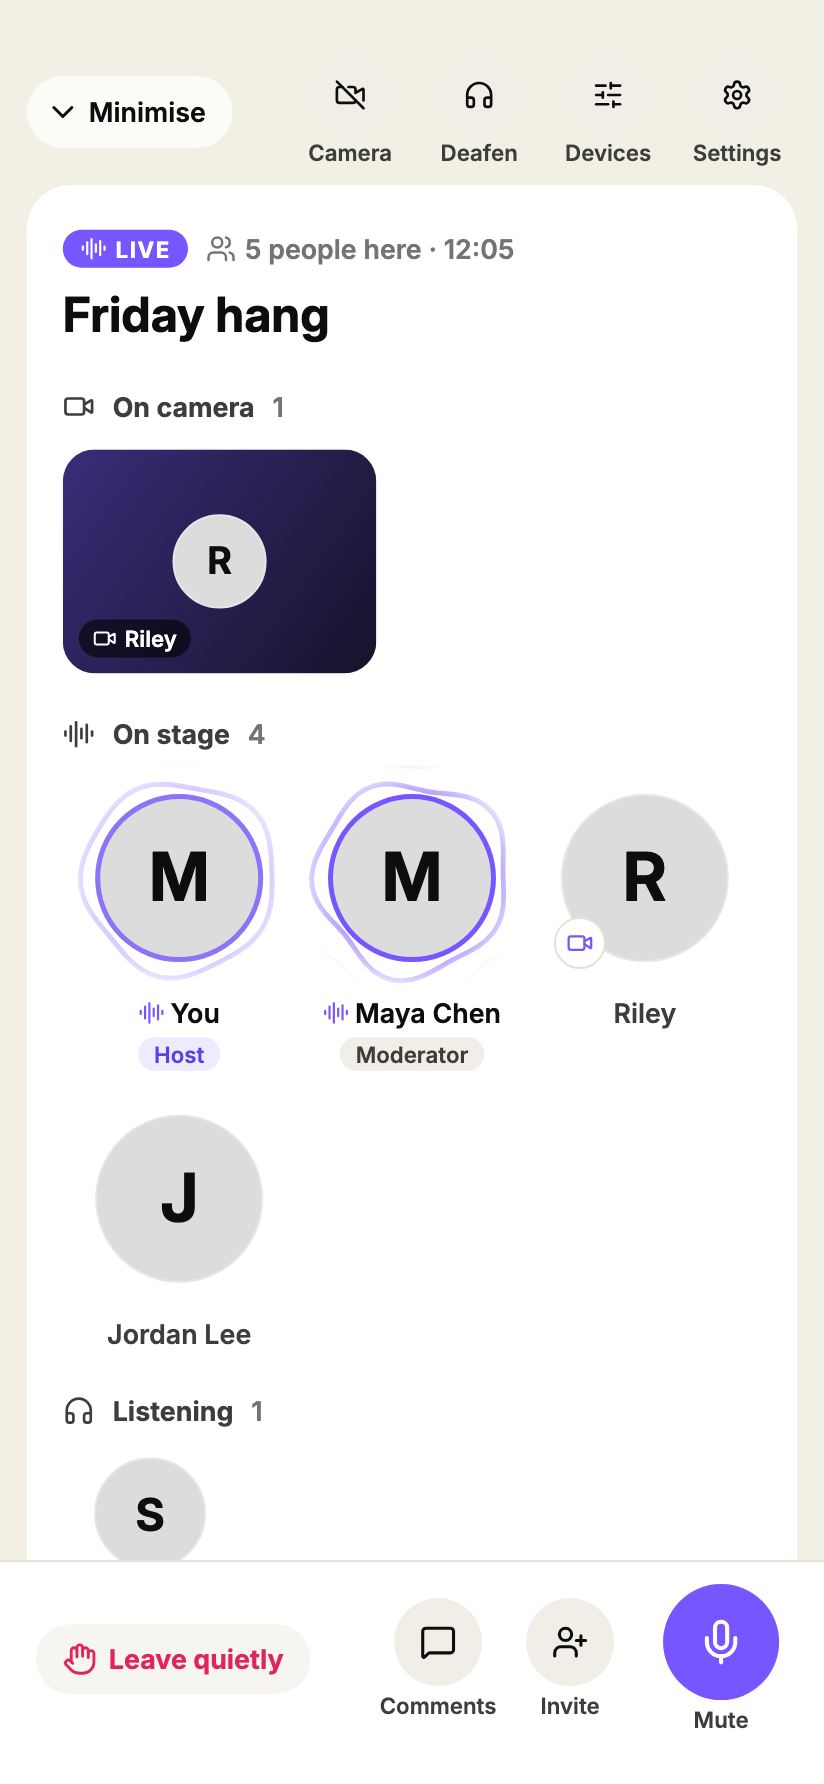 Minimise
Camera
Deafen
Devices
Settings
LIVE
5 people here · 12:05
Friday hang
On camera 1
R
Riley
On stage 4
M
M
R
You
Maya Chen
Riley
Host
Moderator
J
Jordan Lee
Listening 1
S
Leave quietly
Comments
Invite
Mute